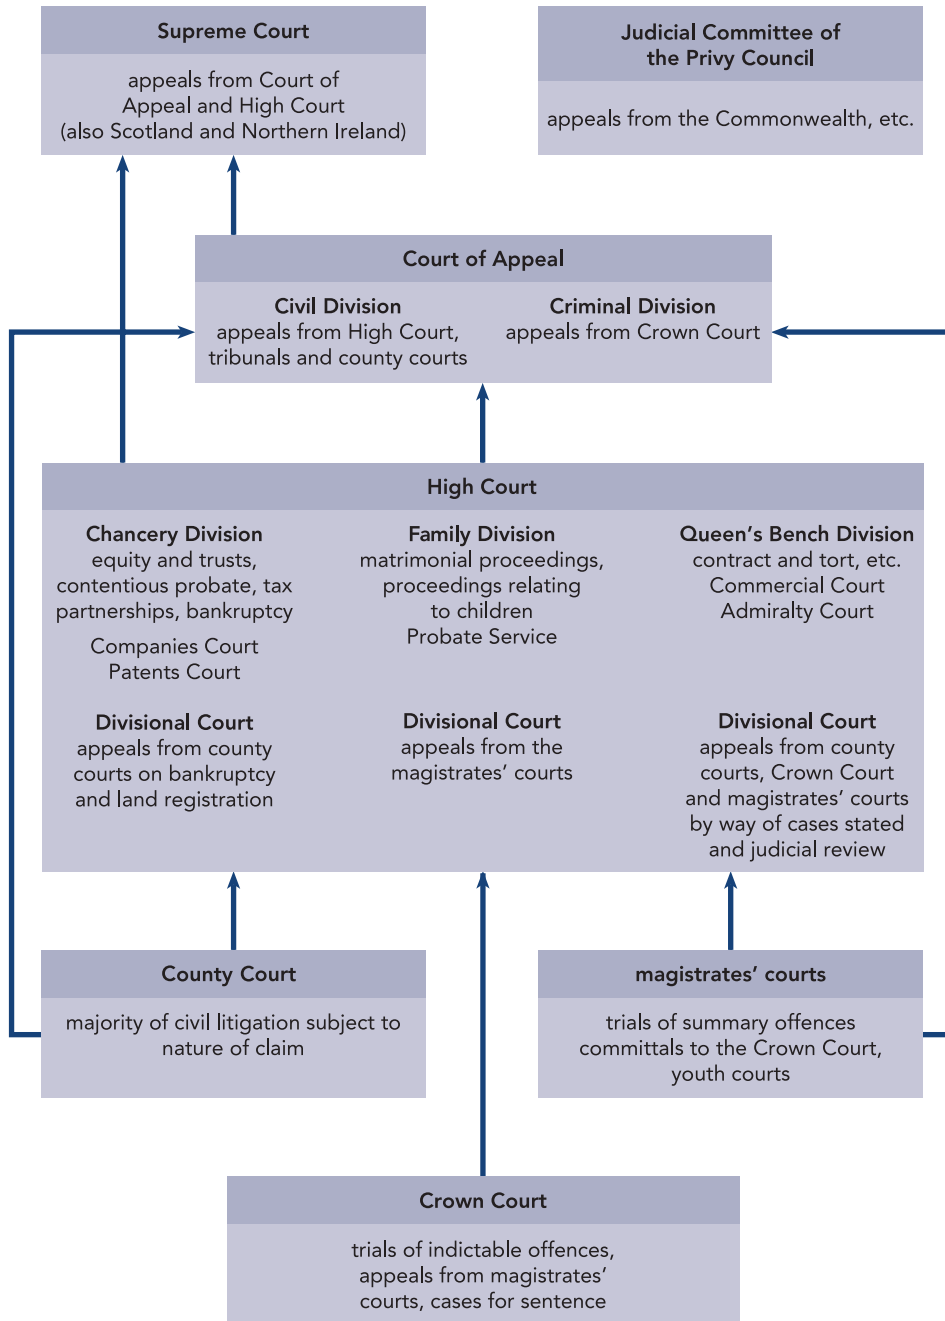 Supreme Court
appeals from Court of
Appeal and High Court
(also Scotland and Northern Ireland)
Judicial Committee of
the Privy Council
appeals from the Commonwealth, etc.
Court of Appeal
Civil Division
appeals from High Court,
tribunals and county courts
Criminal Division
appeals from Crown Court
High Court
Chancery Division
equity and trusts,
contentious probate, tax
partnerships, bankruptcy
Companies Court
Patents Court
Divisional Court
appeals from county
courts on bankruptcy
and land registration
Family Division
matrimonial proceedings,
proceedings relating
to children
Probate Service
Divisional Court
appeals from the
magistrates’ courts
Queen’s Bench Division
contract and tort, etc.
Commercial Court
Admiralty Court
Divisional Court
appeals from county
courts, Crown Court
and magistrates’ courts
by way of cases stated
and judicial review
County Court
majority of civil litigation subject to
nature of claim
magistrates’ courts
trials of summary offences
committals to the Crown Court,
youth courts
Crown Court
trials of indictable offences,
appeals from magistrates’
courts, cases for sentence